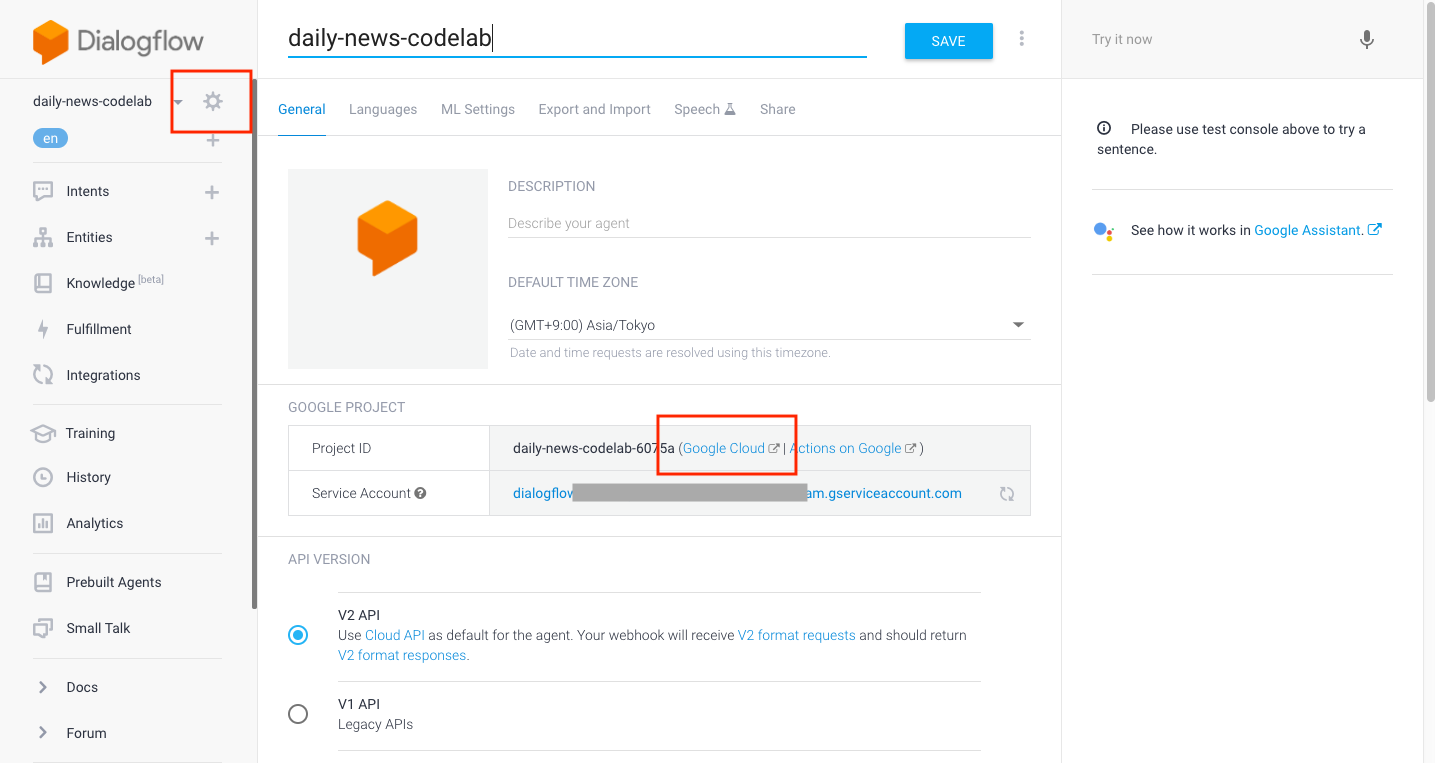 Dialogflow
daily-news-codelab
en
Intents
Entities
Knowledge [beta]
Fulfillment
Integrations
Training
History
Analytics
Prebuilt Agents
Small Talk
Docs
Forum
daily-news-codelab
SAVE
General Languages ML Settings Export and Import Speech Share
DESCRIPTION
Describe your agent
DEFAULT TIME ZONE
(GMT+9:00) Asia/Tokyo
Date and time requests are resolved using this timezone.
GOOGLE PROJECT
Project ID daily-news-codelab-6075a (Google Cloud | Actions on Google )
Service Account dialogflow am.gserviceaccount.com
API VERSION
V2 API
Use Cloud API as default for the agent. Your webhook will receive V2 format requests and should return
V2 format responses.
V1 API
Legacy APIs
Try it now
Please use test console above to try a
sentence.
See how it works in Google Assistant.